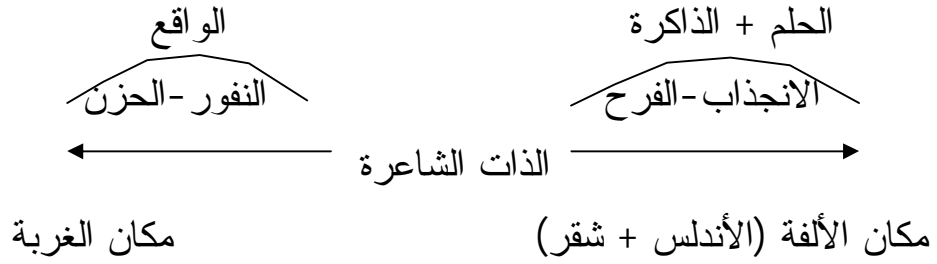 الحلم + الذاكرة
الواقع
الانجذاب-الفرح
النفور-الحزن
الذات الشاعرة
مكان الألفة (الأندلس + شقر)
مكان الغربة